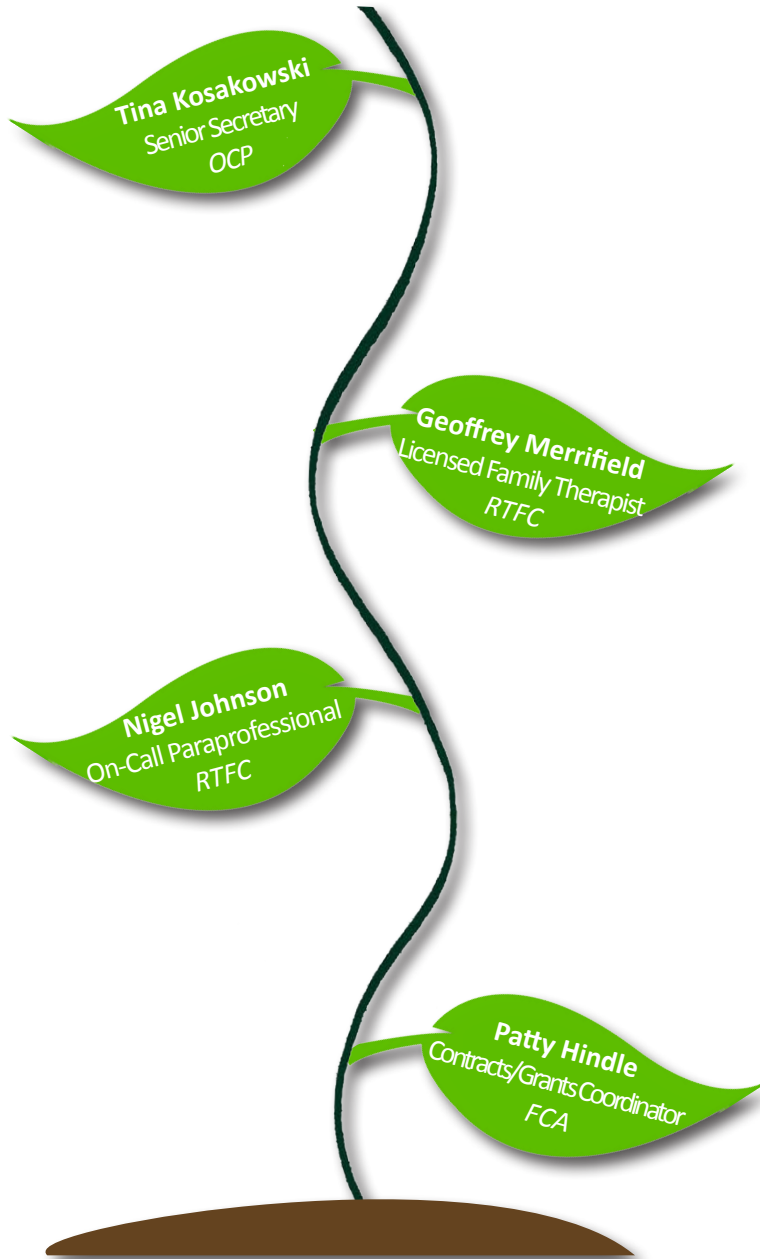 Tina Kosakowski
Senior Secretary
OCP
Geoffrey Merrifield
Licensed Family Therapist
RTFC
Nigel Johnson
On-Call Paraprofessional
RTFC
Patty Hindle
Contracts/Grants Coordinator
FCA